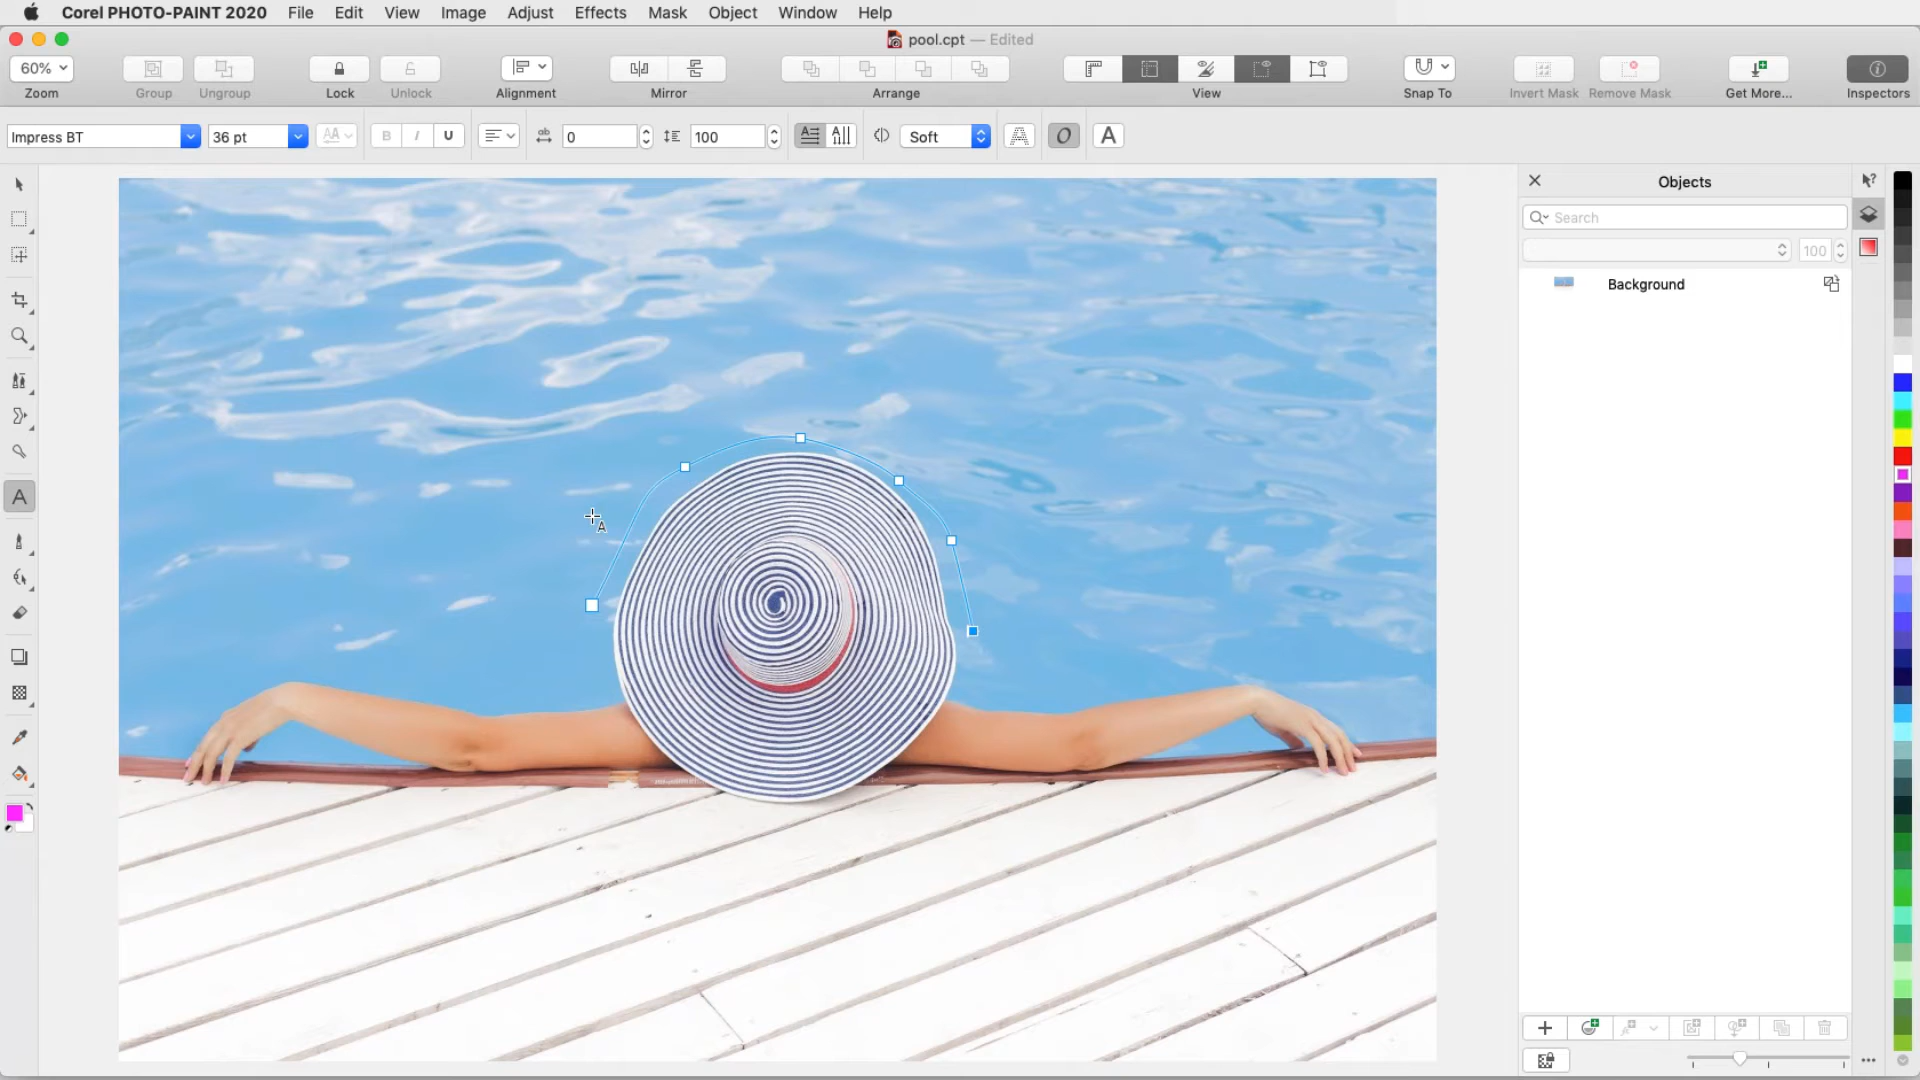 Corel PHOTO-PAINT 2020 File Edit View Image Adjust Effects Mask Object Window Help
pool.cpt — Edited
60%
Zoom Group Ungroup Lock Unlock Alignment Mirror Arrange View Snap To Invert Mask Remove Mask Get More... Inspectors
Impress BT 36 pt AA B I U ab 0 100 Soft A O A
Objects
Search
100
Background
A
A